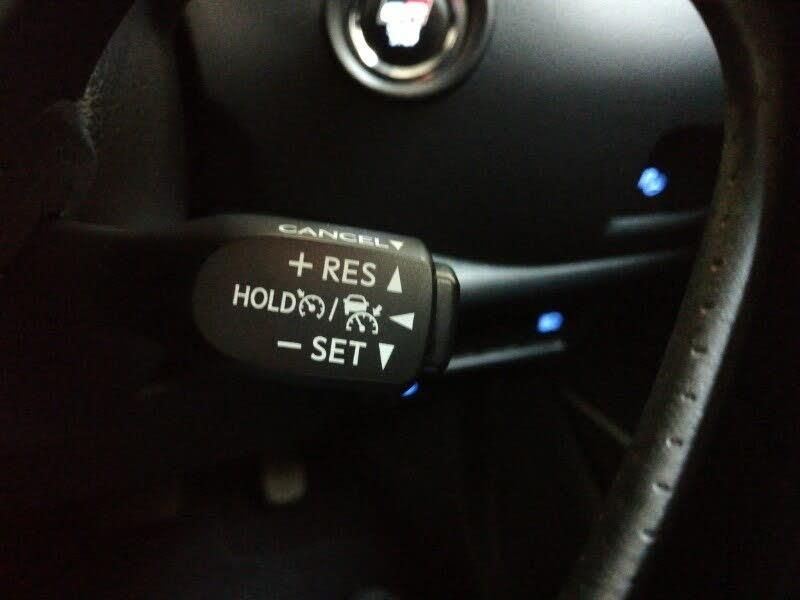 CANCEL▼
+ RES ▲
HOLD / ◀
− SET ▼